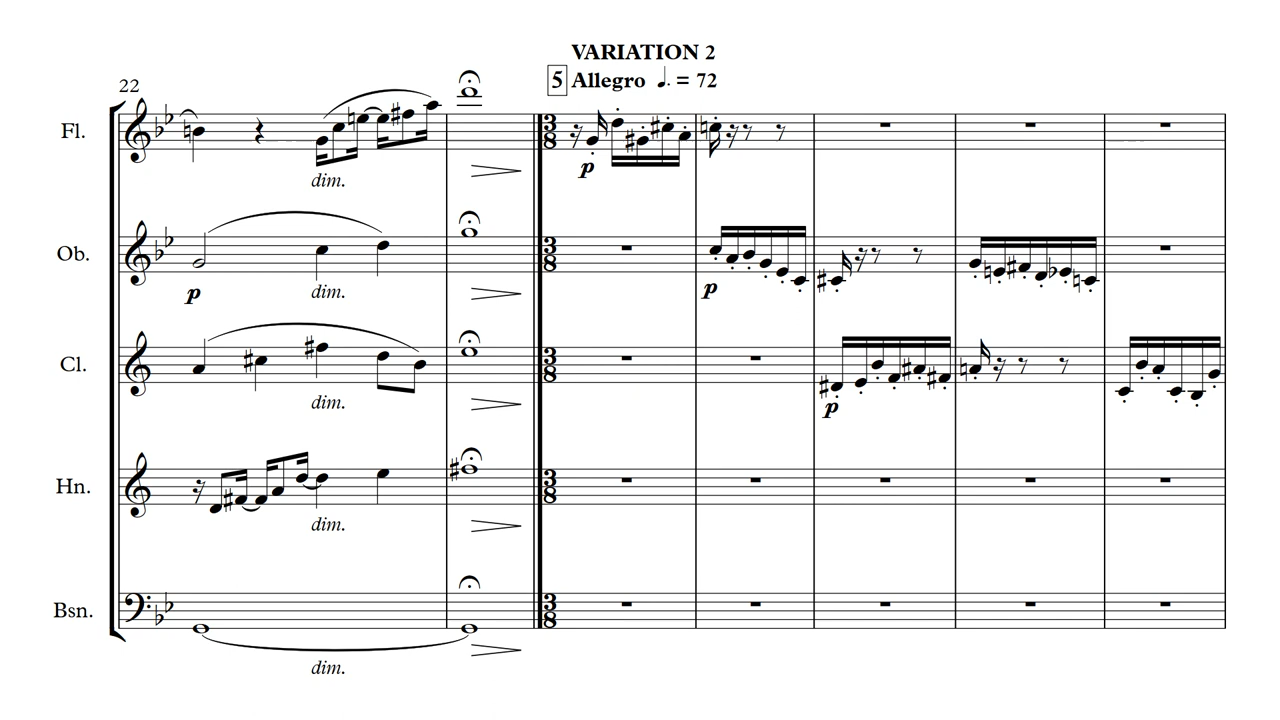 VARIATION 2
5 Allegro ♩. = 72
22
Fl.
dim.
p
Ob.
p
dim.
p
Cl.
dim.
p
Hn.
dim.
Bsn.
dim.